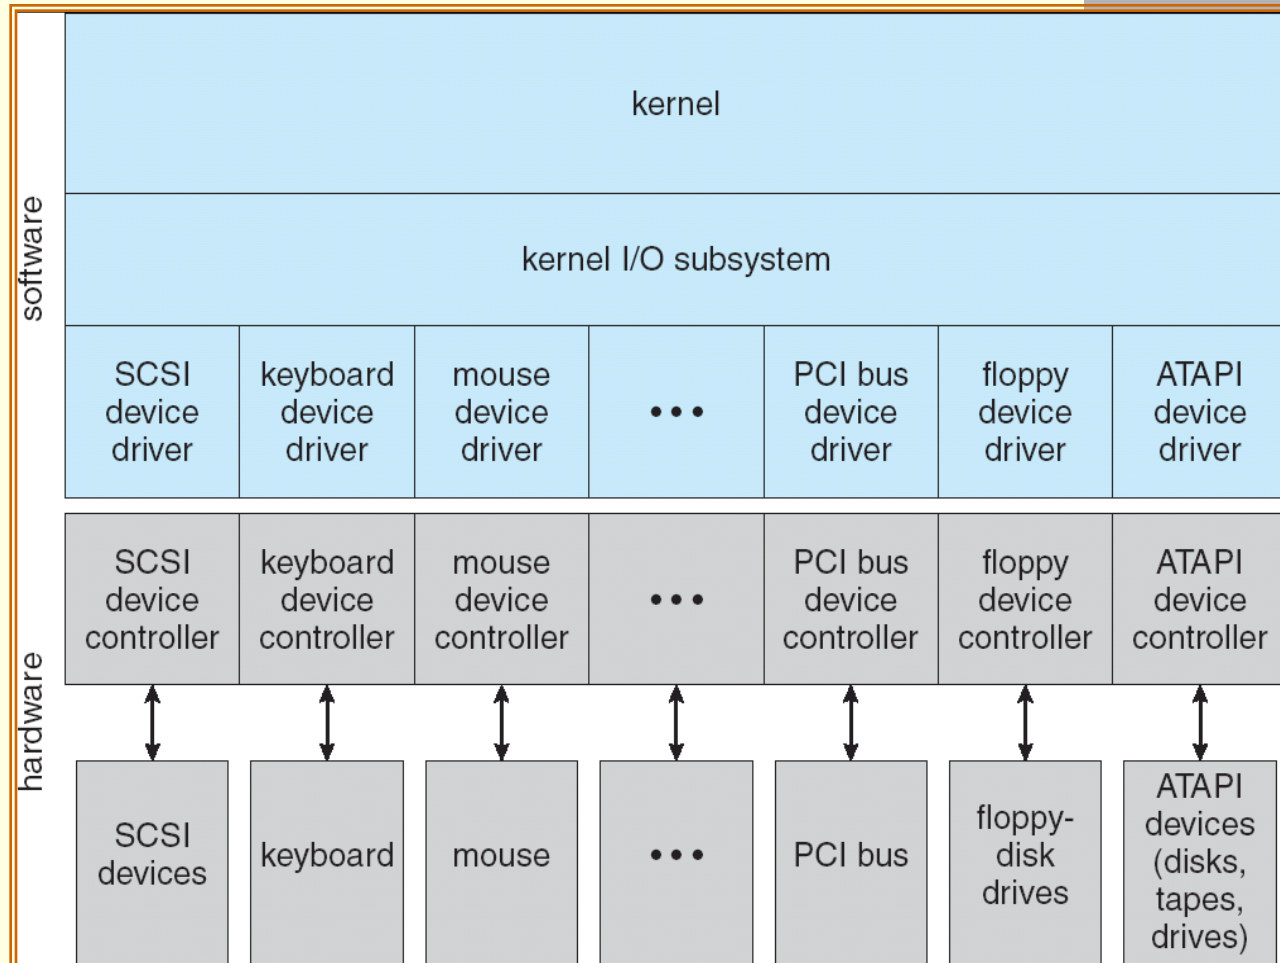 kernel
kernel I/O subsystem
software
SCSI
device
driver
keyboard
device
driver
mouse
device
driver
•••
PCI bus
device
driver
floppy
device
driver
ATAPI
device
driver
hardware
SCSI
device
controller
keyboard
device
controller
mouse
device
controller
•••
PCI bus
device
controller
floppy
device
controller
ATAPI
device
controller
SCSI
devices
keyboard
mouse
•••
PCI bus
floppy-
disk
drives
ATAPI
devices
(disks,
tapes,
drives)